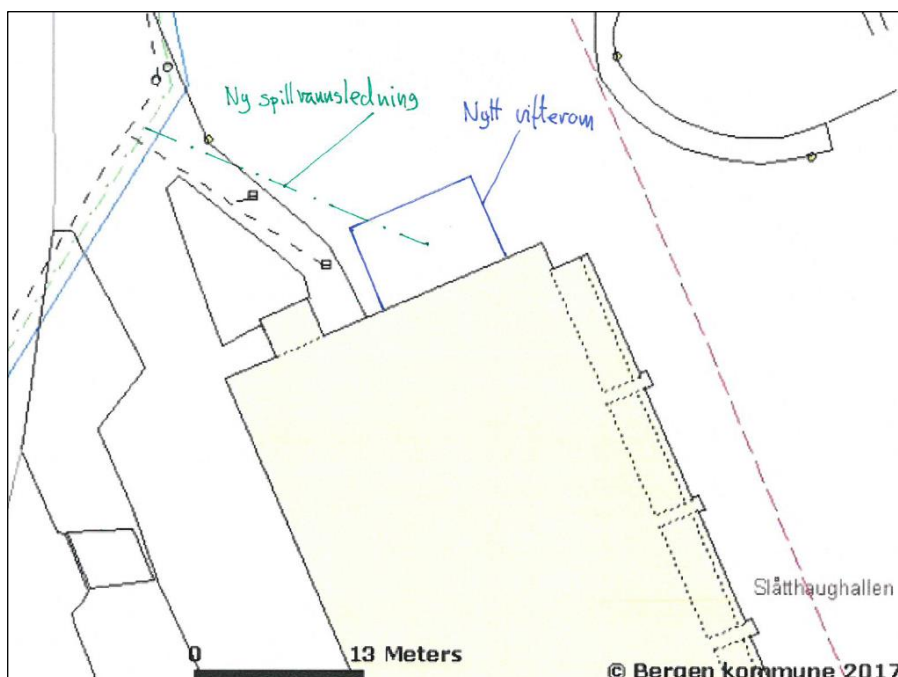 Ny spillvannsledning
Nytt vifterom
Slåtthaughallen
0 13 Meters
© Bergen kommune 2017